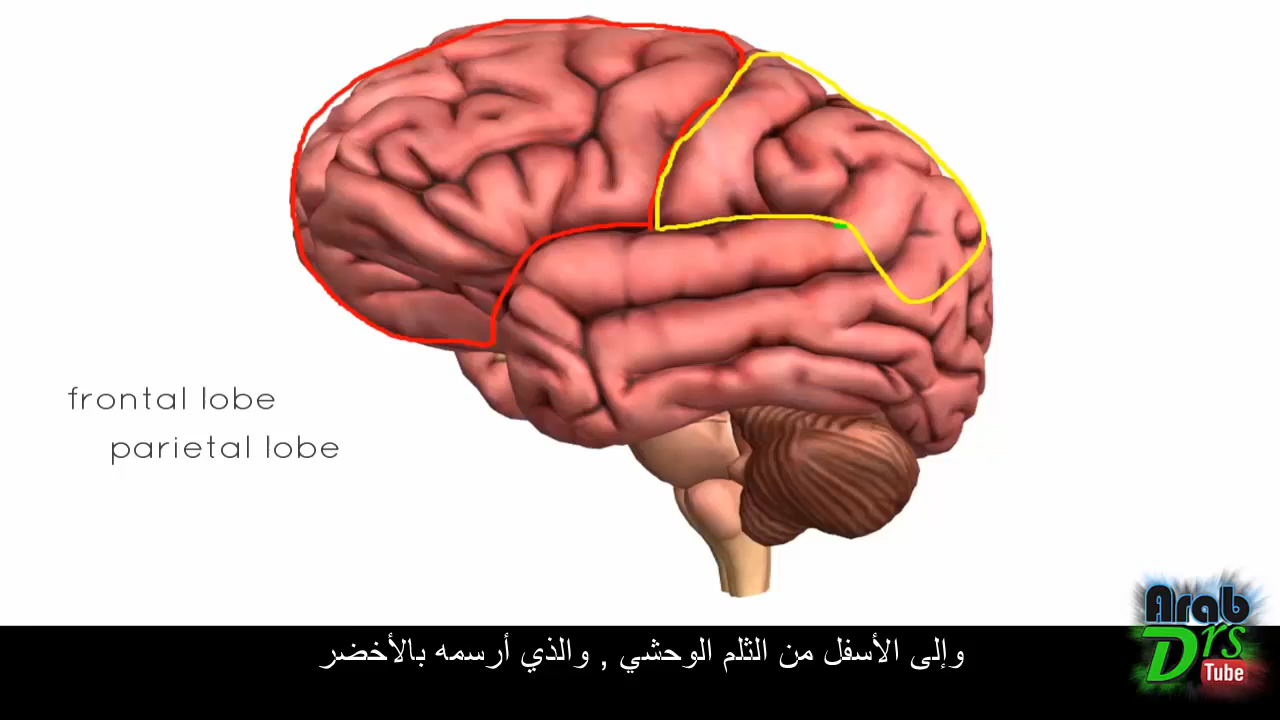 frontal lobe
parietal lobe
وإلى الأسفل من الثلم الوحشي , والذي أرسمه بالأخضر
Arab
Drs
Tube